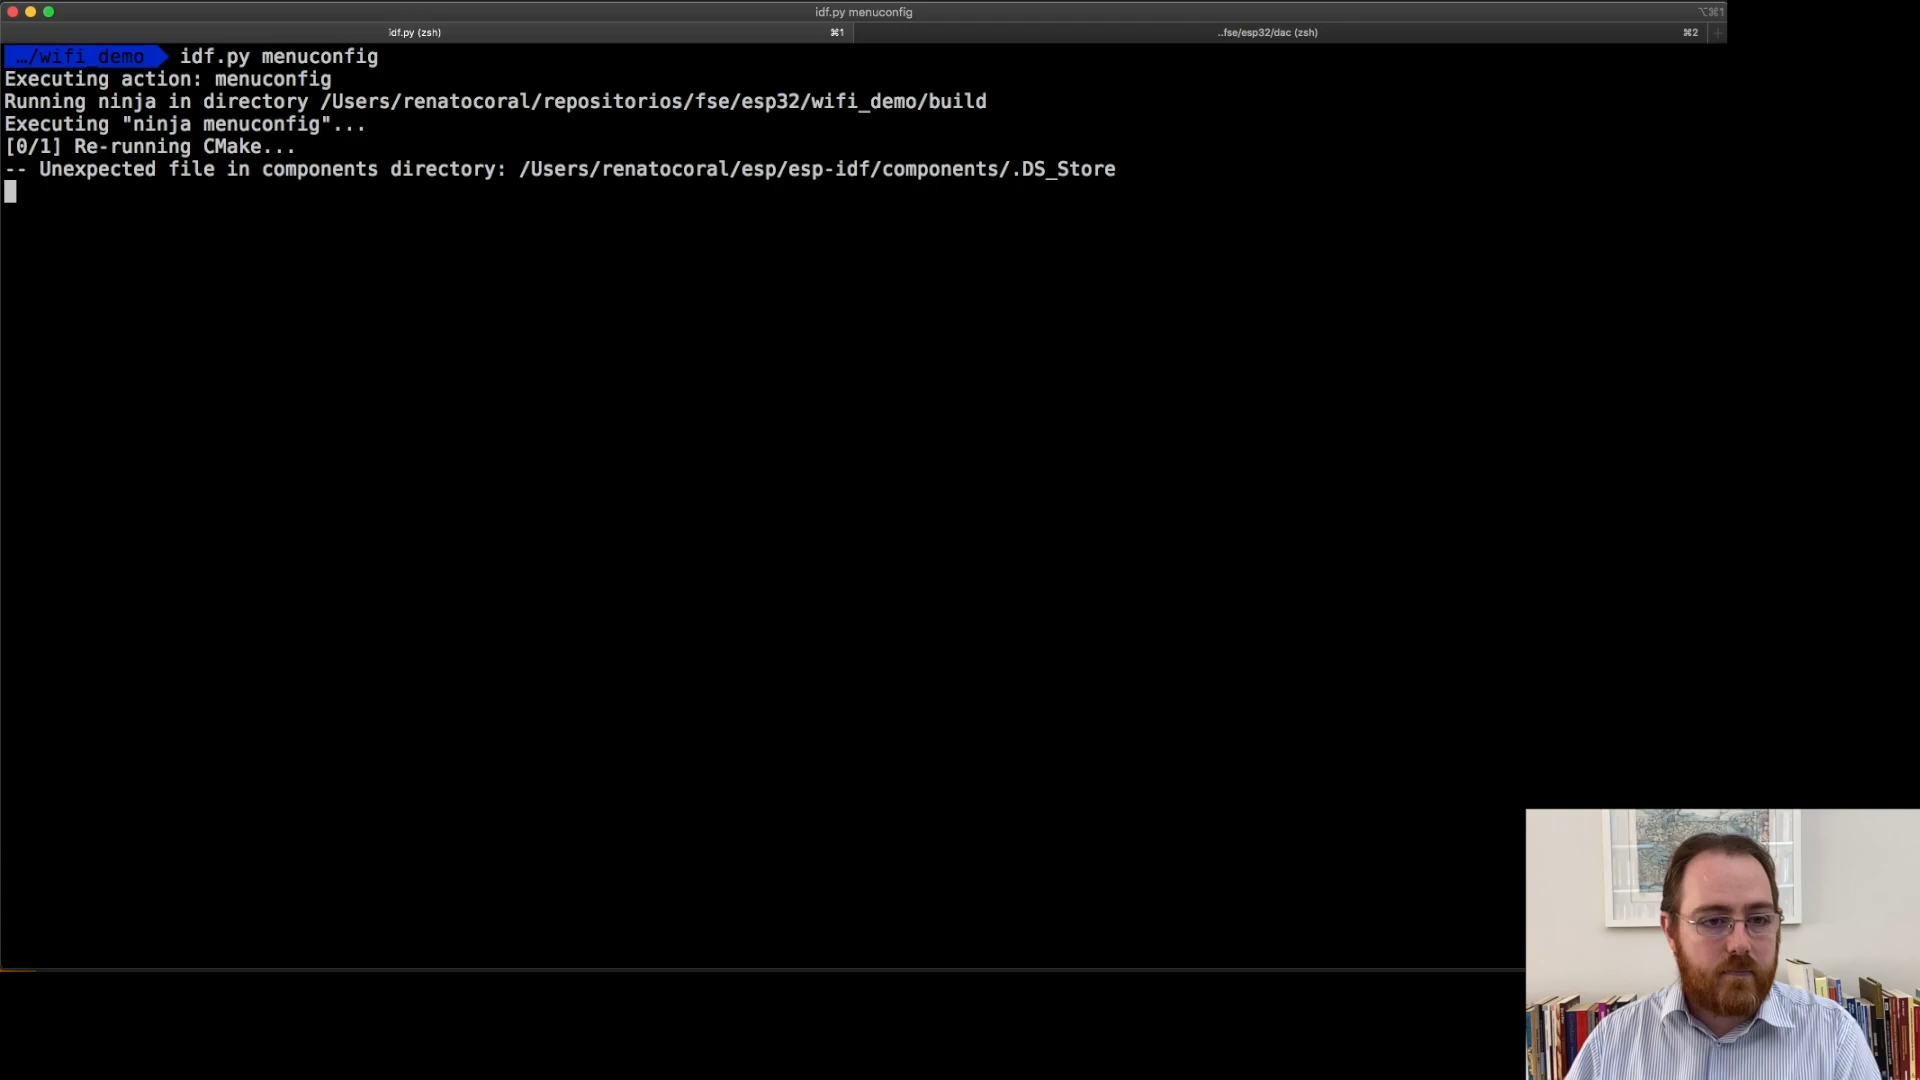 idf.py menuconfig
⌥⌘1
idf.py (zsh)
⌘1
..fse/esp32/dac (zsh)
⌘2
+
…/wifi_demo idf.py menuconfig
Executing action: menuconfig
Running ninja in directory /Users/renatocoral/repositorios/fse/esp32/wifi_demo/build
Executing "ninja menuconfig"...
[0/1] Re-running CMake...
-- Unexpected file in components directory: /Users/renatocoral/esp/esp-idf/components/.DS_Store